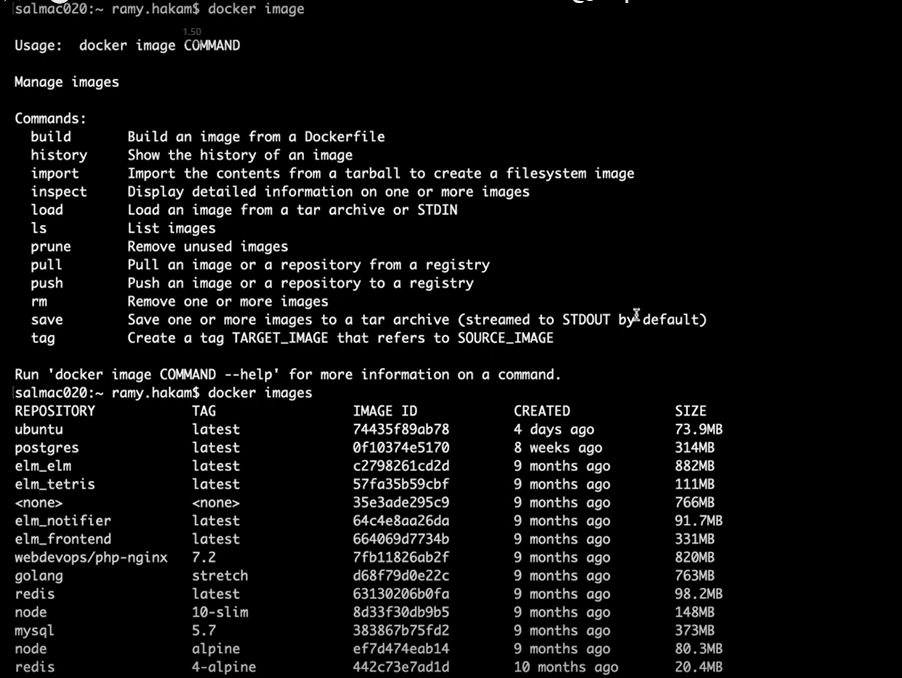 salmac020:~ ramy.hakam$ docker image
1.50
Usage:  docker image COMMAND
Manage images
Commands:
  build       Build an image from a Dockerfile
  history     Show the history of an image
  import      Import the contents from a tarball to create a filesystem image
  inspect     Display detailed information on one or more images
  load        Load an image from a tar archive or STDIN
  ls          List images
  prune       Remove unused images
  pull        Pull an image or a repository from a registry
  push        Push an image or a repository to a registry
  rm          Remove one or more images
  save        Save one or more images to a tar archive (streamed to STDOUT by default)
  tag         Create a tag TARGET_IMAGE that refers to SOURCE_IMAGE
Run 'docker image COMMAND --help' for more information on a command.
salmac020:~ ramy.hakam$ docker images
REPOSITORY            TAG                 IMAGE ID            CREATED             SIZE
ubuntu                latest              74435f89ab78        4 days ago          73.9MB
postgres              latest              0f10374e5170        8 weeks ago         314MB
elm_elm               latest              c2798261cd2d        9 months ago        882MB
elm_tetris            latest              57fa35b59cbf        9 months ago        111MB
<none>                <none>              35e3ade295c9        9 months ago        766MB
elm_notifier          latest              64c4e8aa26da        9 months ago        91.7MB
elm_frontend          latest              664069d7734b        9 months ago        331MB
webdevops/php-nginx   7.2                 7fb11826ab2f        9 months ago        820MB
golang                stretch             d68f79d0e22c        9 months ago        763MB
redis                 latest              63130206b0fa        9 months ago        98.2MB
node                  10-slim             8d33f30db9b5        9 months ago        148MB
mysql                 5.7                 383867b75fd2        9 months ago        373MB
node                  alpine              ef7d474eab14        9 months ago        80.3MB
redis                 4-alpine            442c73e7ad1d        10 months ago       20.4MB